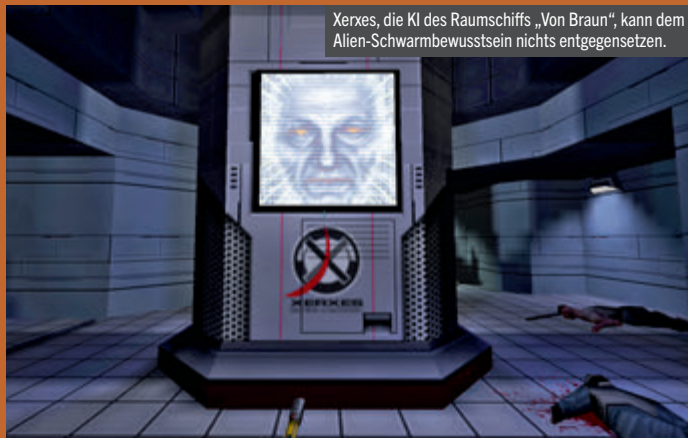 Xerxes, die KI des Raumschiffs „Von Braun“, kann dem
Alien-Schwarmbewusstsein nichts entgegensetzen.
XERXES